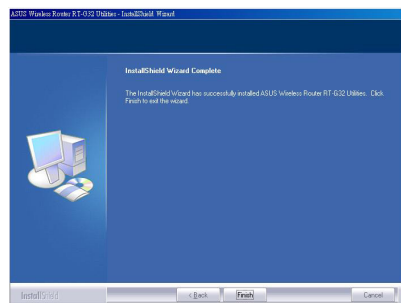 ASUS Wireless Router RT-G32 Utilities - InstallShield Wizard
InstallShield Wizard Complete
The InstallShield Wizard has successfully installed ASUS Wireless Router RT-G32 Utilities. Click
Finish to exit the wizard.
InstallShield
< Back
Finish
Cancel